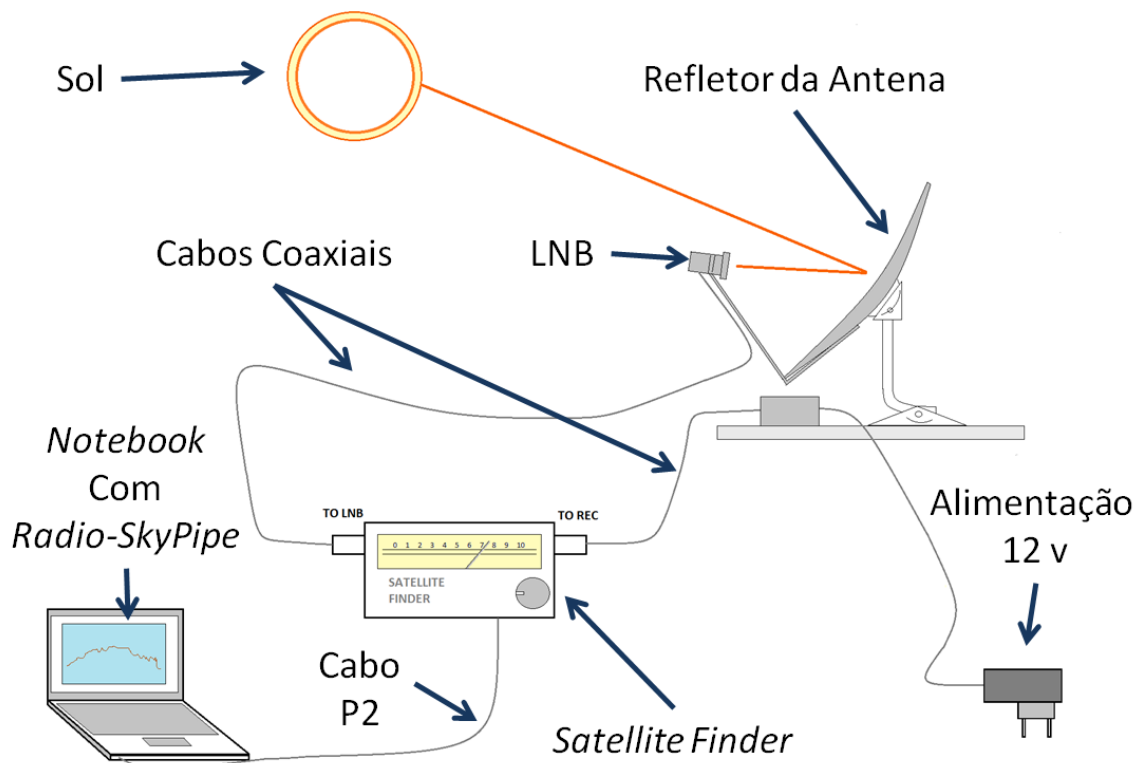 Sol
Refletor da Antena
Cabos Coaxiais
LNB
Notebook
Com
Radio-SkyPipe
TO LNB
TO REC
0 1 2 3 4 5 6 7 8 9 10
SATELLITE
FINDER
Alimentação
12 v
Cabo
P2
Satellite Finder